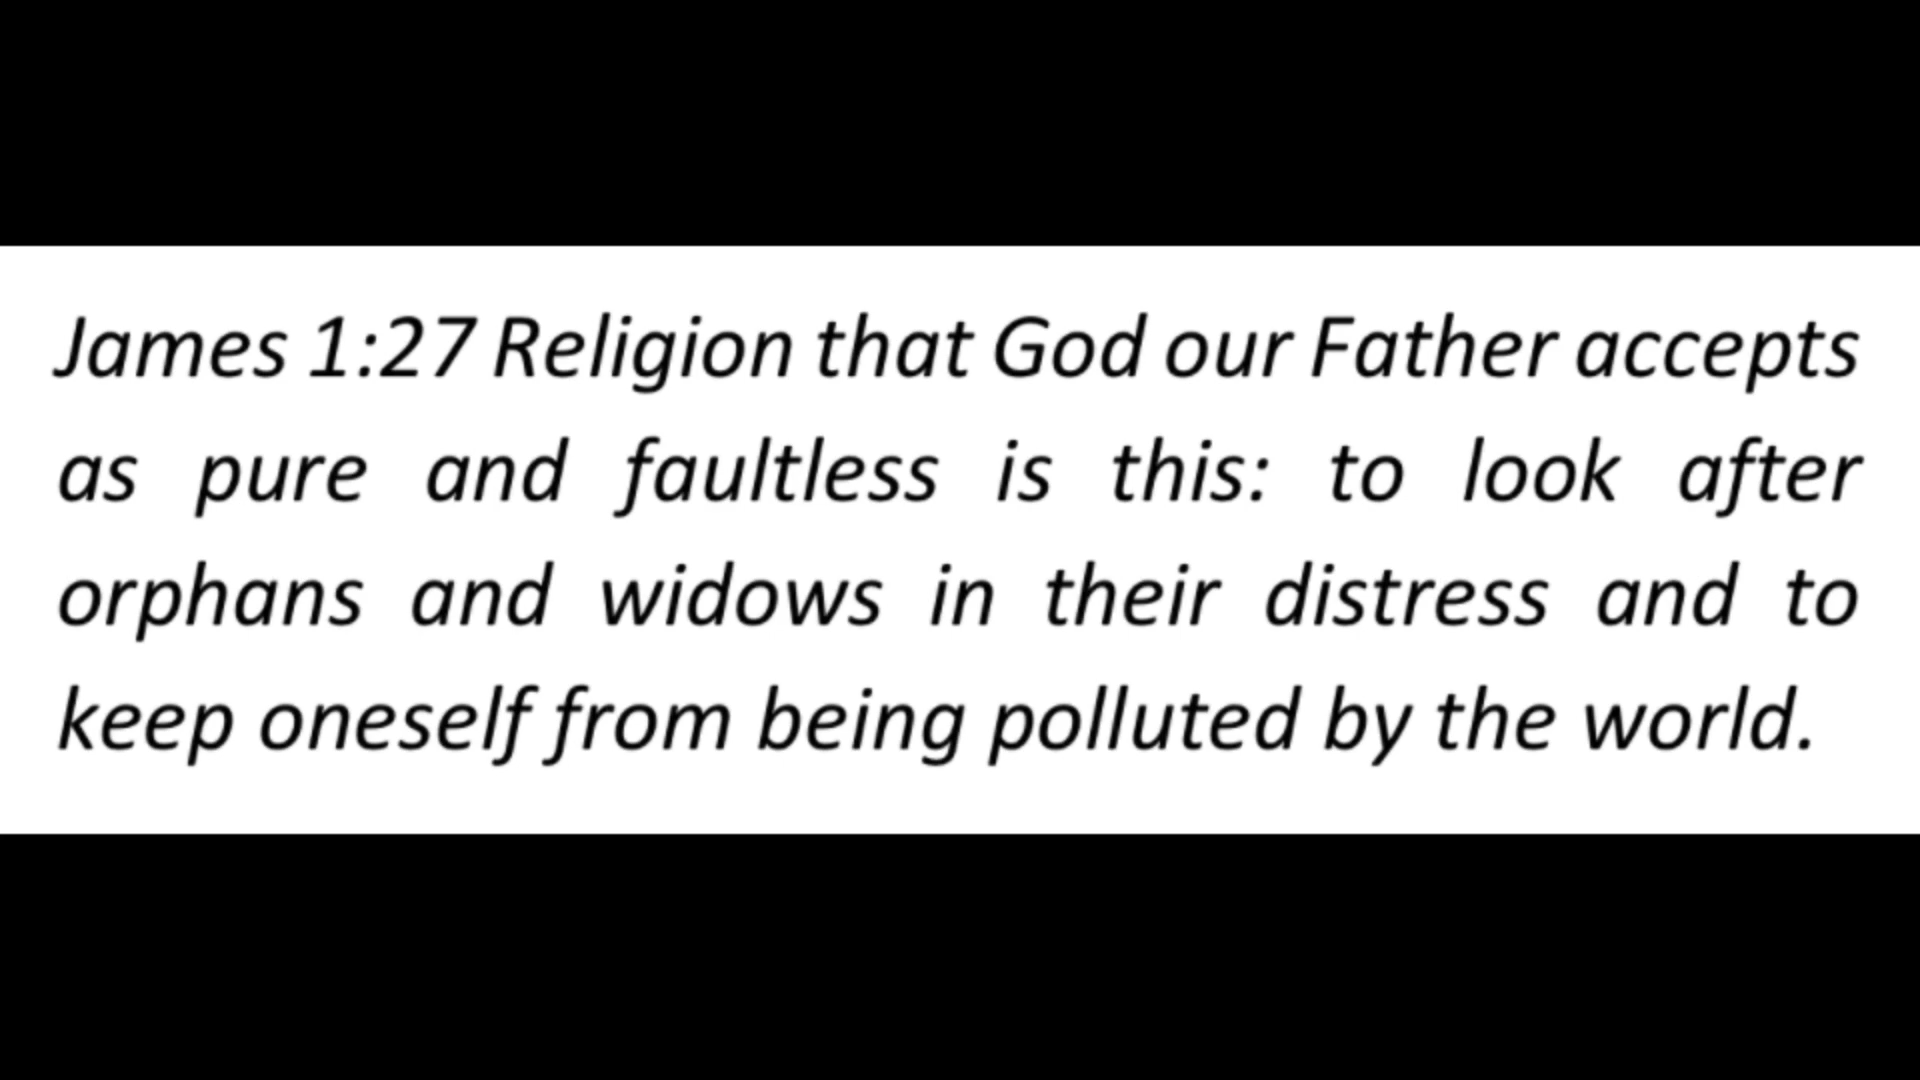 James 1:27 Religion that God our Father accepts
as pure and faultless is this: to look after
orphans and widows in their distress and to
keep oneself from being polluted by the world.